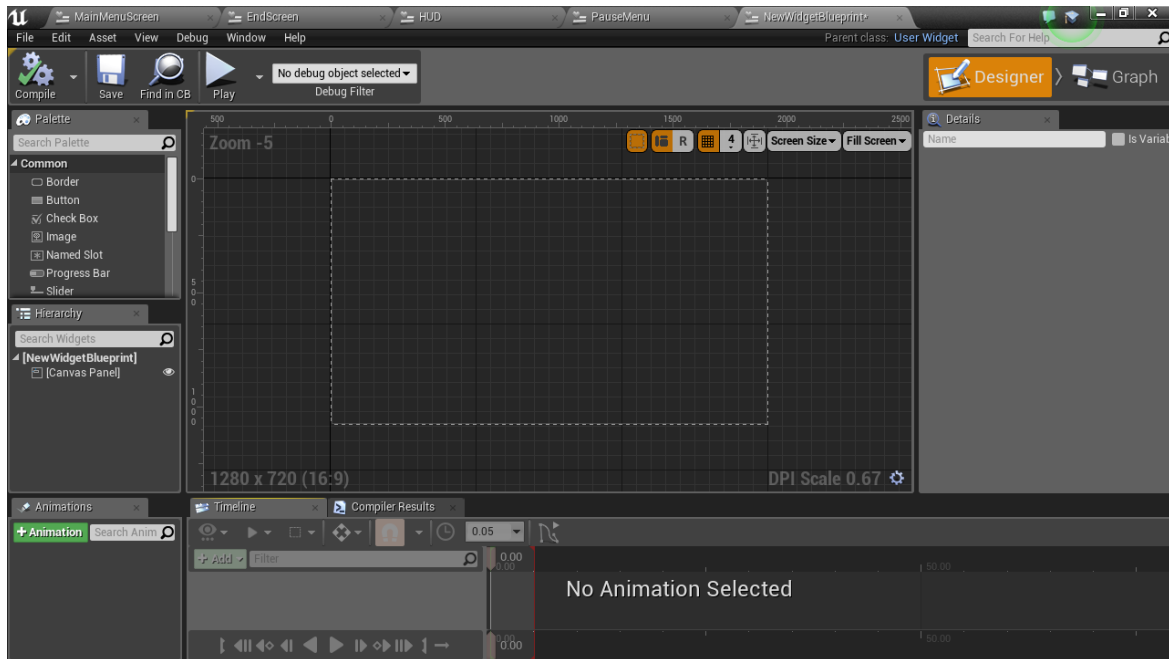 MainMenuScreen
EndScreen
HUD
PauseMenu
NewWidgetBlueprint*
File Edit Asset View Debug Window Help
Parent class: User Widget
Search For Help
Compile
Save
Find in CB
Play
No debug object selected
Debug Filter
Designer
Graph
Palette
Search Palette
Common
Border
Button
Check Box
Image
Named Slot
Progress Bar
Slider
Hierarchy
Search Widgets
[NewWidgetBlueprint]
[Canvas Panel]
500 0 500 1000 1500 2000 2500
Zoom -5
R
4
Screen Size
Fill Screen
0
500
1000
1280 x 720 (16:9)
DPI Scale 0.67
Details
Name
Is Variab
Animations
+ Animation
Search Anim
Timeline
Compiler Results
0.05
+ Add
Filter
0.00
0.00
50.00
No Animation Selected
0.00
0.00
50.00